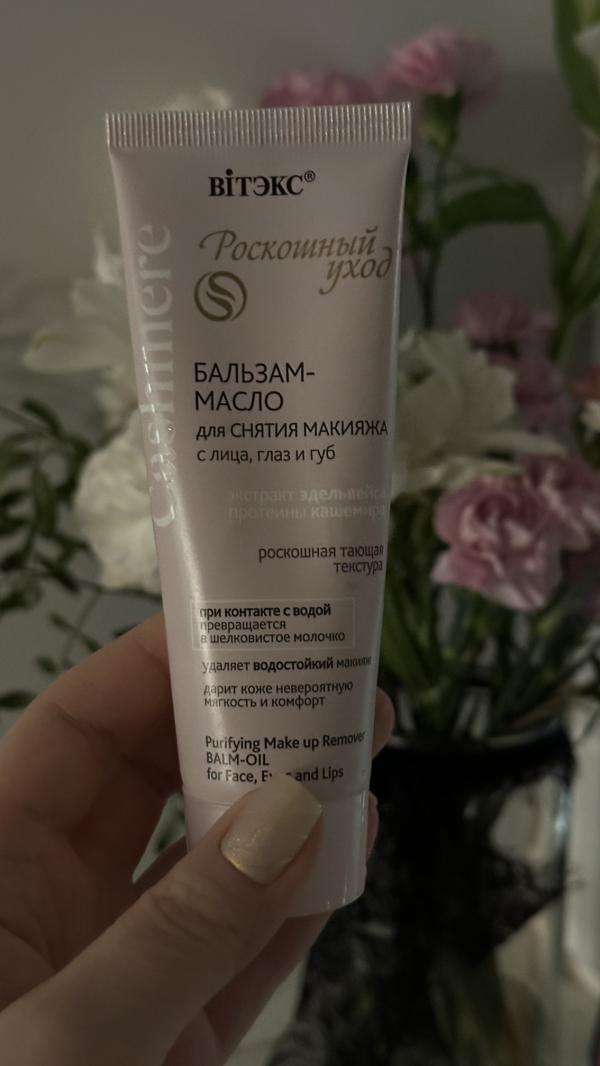 ВІТЭКС®
Роскошный
уход
Cashmere
БАЛЬЗАМ-
МАСЛО
для СНЯТИЯ МАКИЯЖА
с лица, глаз и губ
экстракт эдельвейса
протеины кашемира
роскошная тающая
текстура
при контакте с водой
превращается
в шелковистое молочко
удаляет водостойкий макияж
дарит коже невероятную
мягкость и комфорт
Purifying Make up Remover
BALM-OIL
for Face, Eyes and Lips